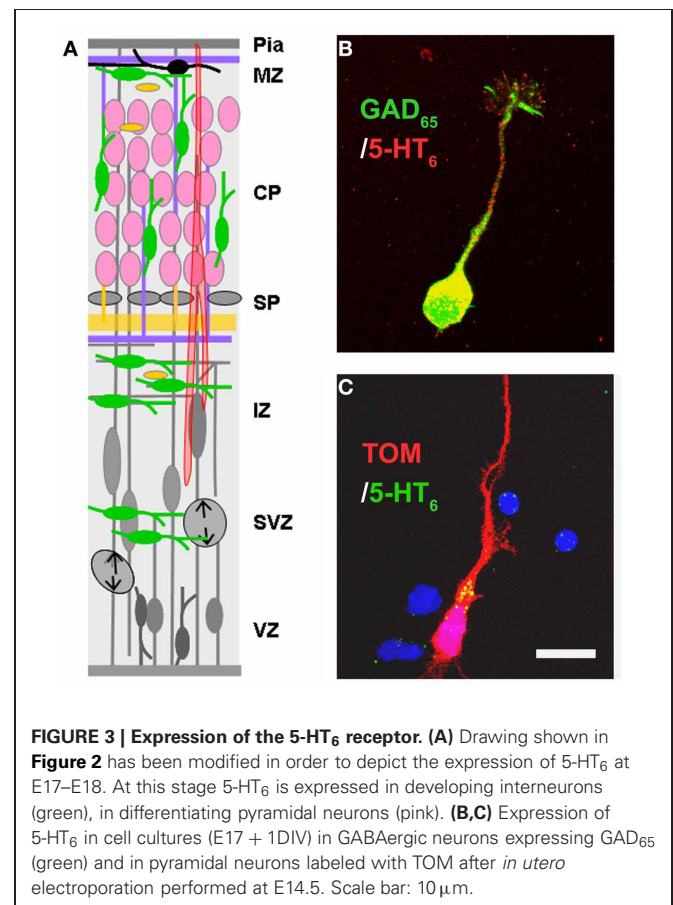 A
Pia
MZ
CP
SP
IZ
SVZ
VZ
B
GAD65
/5-HT6
C
TOM
/5-HT6
FIGURE 3 | Expression of the 5-HT6 receptor. (A) Drawing shown in
Figure 2 has been modified in order to depict the expression of 5-HT6 at
E17–E18. At this stage 5-HT6 is expressed in developing interneurons
(green), in differentiating pyramidal neurons (pink). (B,C) Expression of
5-HT6 in cell cultures (E17 + 1DIV) in GABAergic neurons expressing GAD65
(green) and in pyramidal neurons labeled with TOM after in utero
electroporation performed at E14.5. Scale bar: 10 μm.